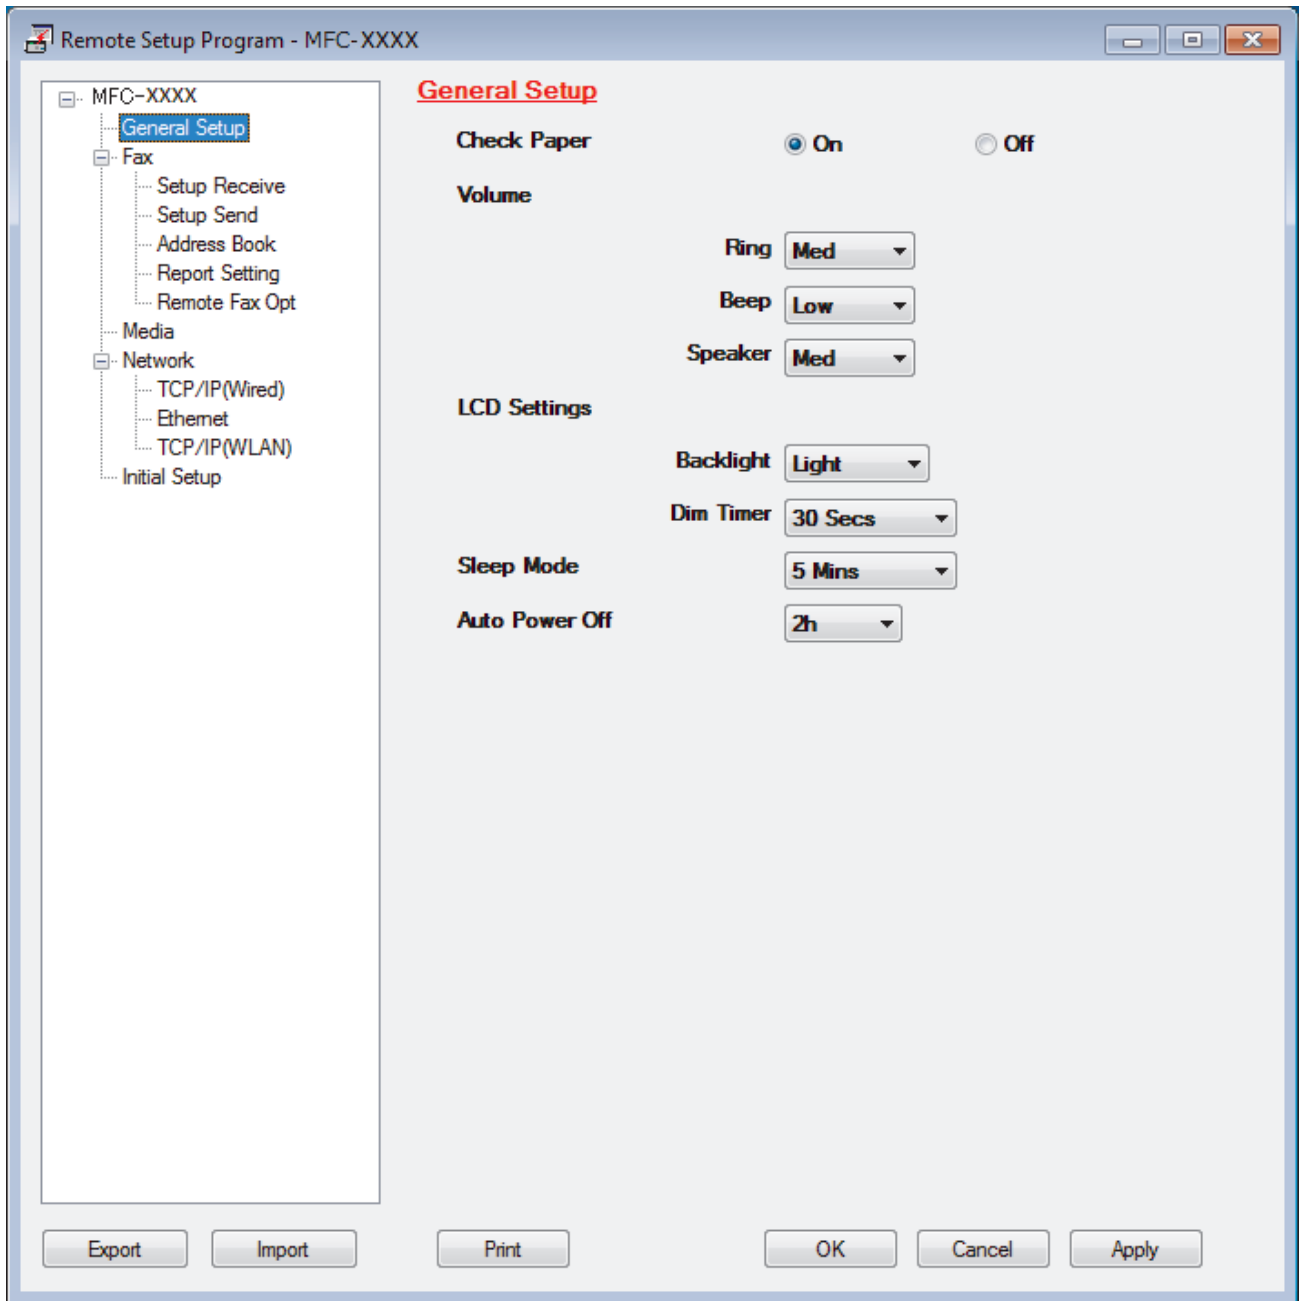 Remote Setup Program - MFC-XXXX
MFC-XXXX
General Setup
Fax
Setup Receive
Setup Send
Address Book
Report Setting
Remote Fax Opt
Media
Network
TCP/IP(Wired)
Ethernet
TCP/IP(WLAN)
Initial Setup
General Setup
Check Paper On Off
Volume
Ring Med
Beep Low
Speaker Med
LCD Settings
Backlight Light
Dim Timer 30 Secs
Sleep Mode 5 Mins
Auto Power Off 2h
Export Import Print OK Cancel Apply